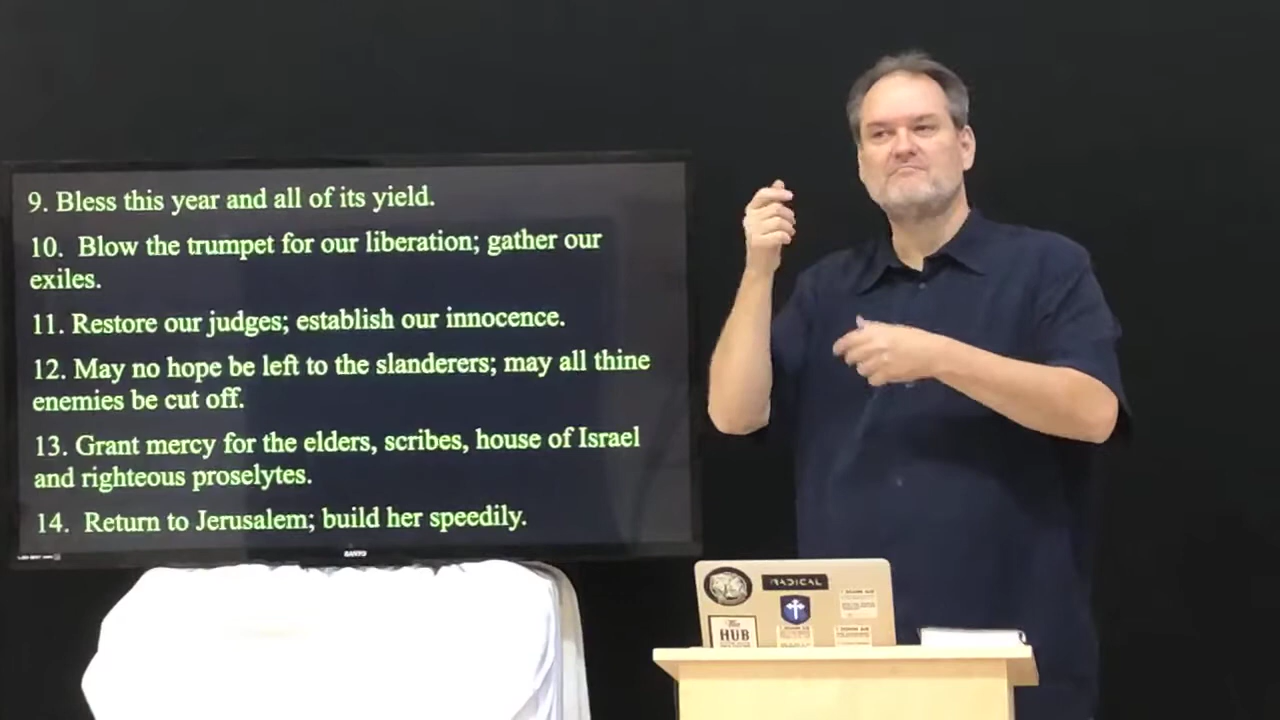 9. Bless this year and all of its yield.
10. Blow the trumpet for our liberation; gather our
exiles.
11. Restore our judges; establish our innocence.
12. May no hope be left to the slanderers; may all thine
enemies be cut off.
13. Grant mercy for the elders, scribes, house of Israel
and righteous proselytes.
14. Return to Jerusalem; build her speedily.
SANYO
RADICAL
THE
HUB